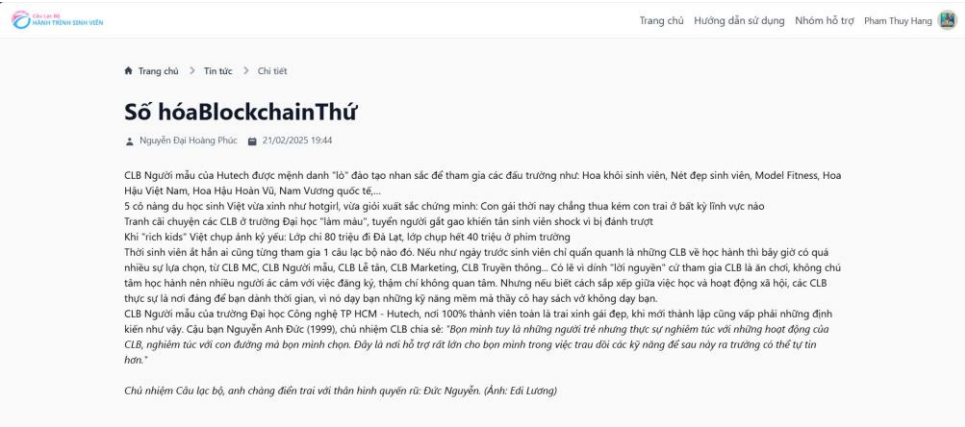 Câu Lạc Bộ
HÀNH TRÌNH SINH VIÊN
Trang chủ Hướng dẫn sử dụng Nhóm hỗ trợ Pham Thuy Hang
Trang chủ > Tin tức > Chi tiết
Số hóaBlockchainThứ
Nguyễn Đại Hoàng Phúc 21/02/2025 19:44
CLB Người mẫu của Hutech được mệnh danh "lò" đào tạo nhan sắc để tham gia các đấu trường như: Hoa khôi sinh viên, Nét đẹp sinh viên, Model Fitness, Hoa
Hậu Việt Nam, Hoa Hậu Hoàn Vũ, Nam Vương quốc tế,...
5 cô nàng du học sinh Việt vừa xinh như hotgirl, vừa giỏi xuất sắc chứng minh: Con gái thời nay chẳng thua kém con trai ở bất kỳ lĩnh vực nào
Tranh cãi chuyện các CLB ở trường Đại học "làm màu", tuyển người gắt gao khiến tân sinh viên shock vì bị đánh trượt
Khi "rich kids" Việt chụp ảnh kỷ yếu: Lớp chi 80 triệu đi Đà Lạt, lớp chụp hết 40 triệu ở phim trường
Thời sinh viên ắt hẳn ai cũng từng tham gia 1 câu lạc bộ nào đó. Nếu như ngày trước sinh viên chỉ quẩn quanh là những CLB về học hành thì bây giờ có quá
nhiều sự lựa chọn, từ CLB MC, CLB Người mẫu, CLB Lễ tân, CLB Marketing, CLB Truyền thông... Có lẽ vì dính "lời nguyền" cứ tham gia CLB là ăn chơi, không chú
tâm học hành nên nhiều người ác cảm với việc đăng ký, thậm chí không quan tâm. Nhưng nếu biết cách sắp xếp giữa việc học và hoạt động xã hội, các CLB
thực sự là nơi đáng để bạn dành thời gian, vì nó dạy bạn những kỹ năng mềm mà thầy cô hay sách vở không dạy bạn.
CLB Người mẫu của trường Đại học Công nghệ TP HCM - Hutech, nơi 100% thành viên toàn là trai xinh gái đẹp, khi mới thành lập cũng vấp phải những định
kiến như vậy. Cậu bạn Nguyễn Anh Đức (1999), chủ nhiệm CLB chia sẻ: "Bọn mình tuy là những người trẻ nhưng thực sự nghiêm túc với những hoạt động của
CLB, nghiêm túc với con đường mà bọn mình chọn. Đây là nơi hỗ trợ rất lớn cho bọn mình trong việc trau dồi các kỹ năng để sau này ra trường có thể tự tin
hơn."
Chủ nhiệm Câu lạc bộ, anh chàng điển trai với thân hình quyến rũ: Đức Nguyễn. (Ảnh: Edi Lương)